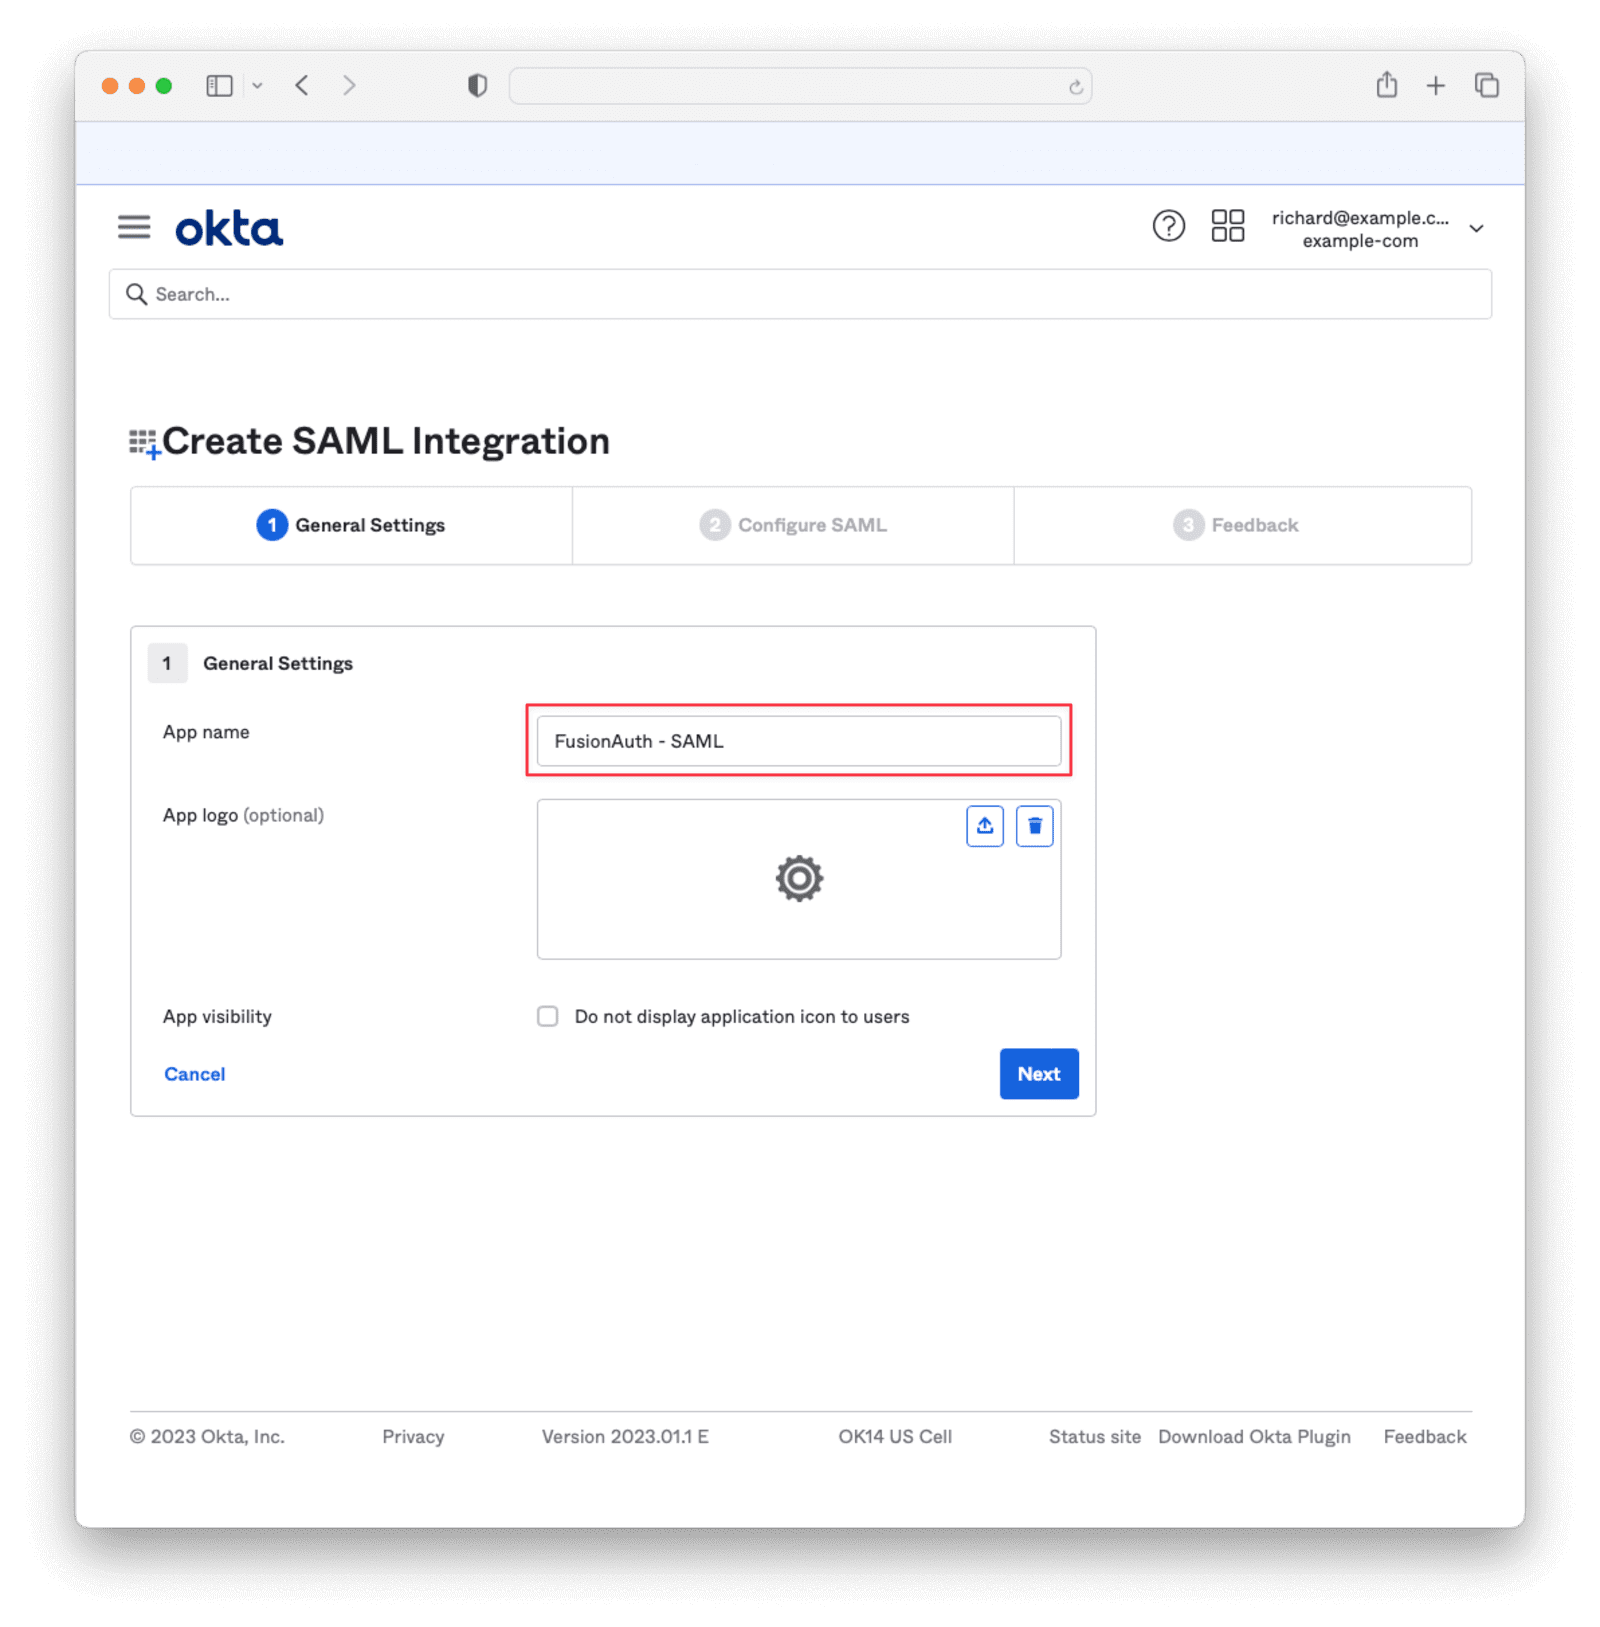 okta
richard@example.c...
example-com
Search...
Create SAML Integration
1 General Settings
2 Configure SAML
3 Feedback
1 General Settings
App name
FusionAuth - SAML
App logo (optional)
App visibility
Do not display application icon to users
Cancel
Next
© 2023 Okta, Inc.
Privacy
Version 2023.01.1 E
OK14 US Cell
Status site
Download Okta Plugin
Feedback